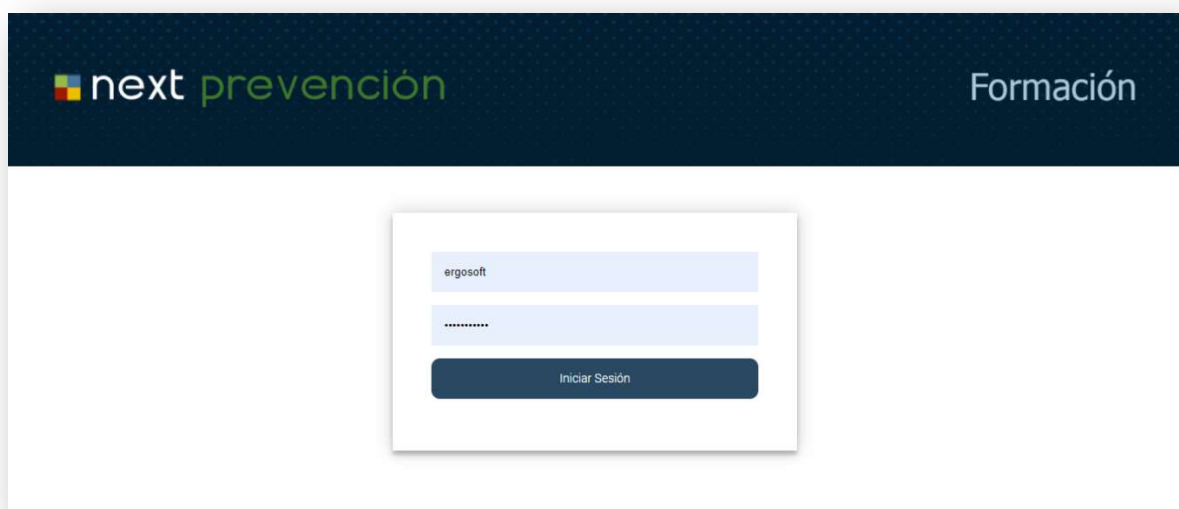 next prevención
Formación
ergosoft
•••••••••••
Iniciar Sesión